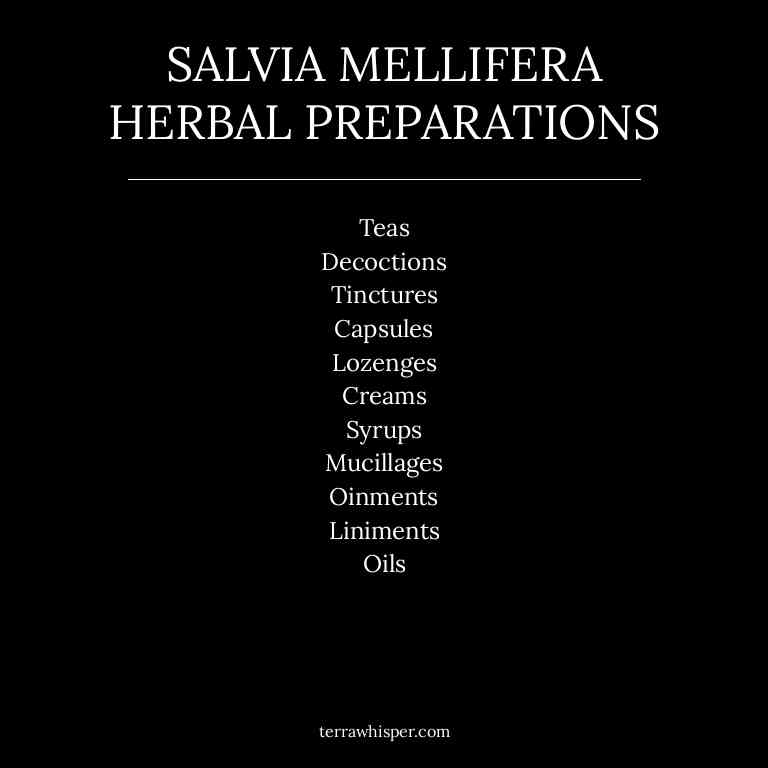 SALVIA MELLIFERA
HERBAL PREPARATIONS
Teas
Decoctions
Tinctures
Capsules
Lozenges
Creams
Syrups
Mucillages
Oinments
Liniments
Oils
terrawhisper.com